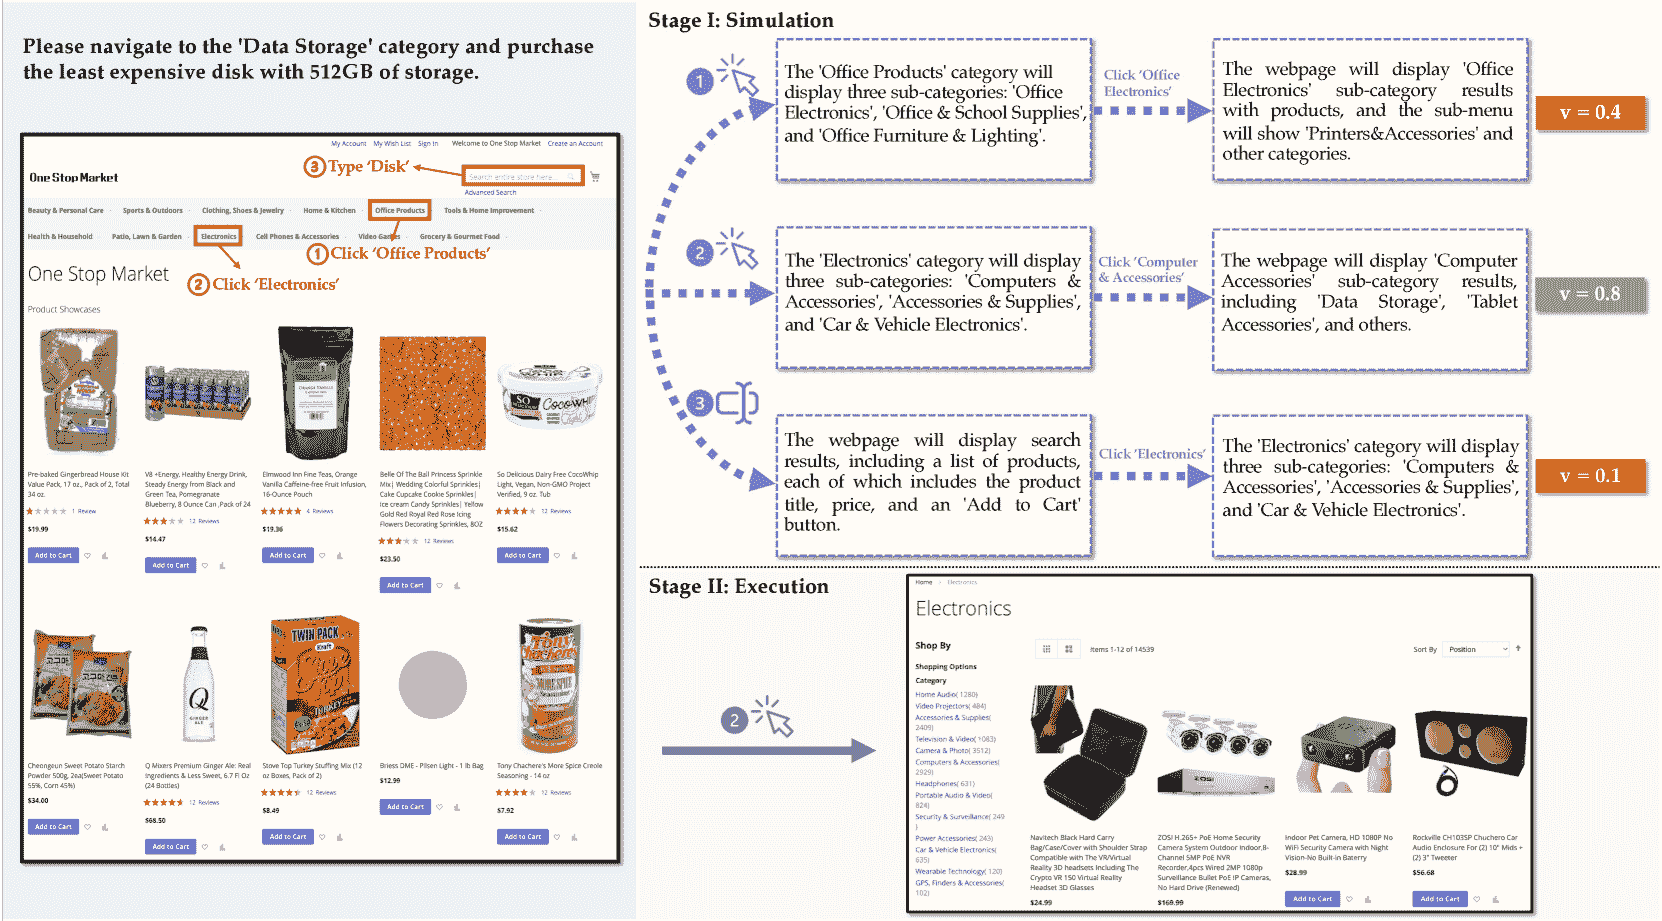 Please navigate to the 'Data Storage' category and purchase
the least expensive disk with 512GB of storage.
My Account My Wish List Sign In Welcome to One Stop Market Create an Account
③ Type 'Disk'
One Stop Market
Search entire store here...
Advanced Search
Beauty & Personal Care Sports & Outdoors Clothing, Shoes & Jewelry Home & Kitchen Office Products Tools & Home Improvement
Health & Household Patio, Lawn & Garden Electronics Cell Phones & Accessories Video Games Grocery & Gourmet Food
① Click 'Office Products'
One Stop Market
② Click 'Electronics'
Product Showcases
Pre-baked Gingerbread House Kit
Value Pack, 17 oz., Pack of 2, Total
34 oz.
1 Review
$19.99
Add to Cart
V8 +Energy, Healthy Energy Drink,
Steady Energy from Black and
Green Tea, Pomegranate
Blueberry, 8 Ounce Can ,Pack of 24
12 Reviews
$14.47
Add to Cart
Elmwood Inn Fine Teas, Orange
Vanilla Caffeine-free Fruit Infusion,
16-Ounce Pouch
4 Reviews
$19.36
Add to Cart
Belle Of The Ball Princess Sprinkle
Mix| Wedding Colorful Sprinkles|
Cake Cupcake Cookie Sprinkles|
Ice cream Candy Sprinkles| Yellow
Gold Red Royal Red Rose Icing
Flowers Decorating Sprinkles, 8OZ
12 Reviews
$23.50
Add to Cart
SO
CocoWhip
So Delicious Dairy Free CocoWhip
Light, Vegan, Non-GMO Project
Verified, 9 oz. Tub
12 Reviews
$15.62
Add to Cart
Cheongeun Sweet Potato Starch
Powder 500g, 2ea(Sweet Potato
55%, Corn 45%)
$34.00
Add to Cart
Q
GINGER
ALE
Q Mixers Premium Ginger Ale: Real
Ingredients & Less Sweet, 6.7 Fl Oz
(24 Bottles)
12 Reviews
$68.50
Add to Cart
TWIN PACK
Kraft
Stove Top
TURKEY
Stove Top Turkey Stuffing Mix (12
oz Boxes, Pack of 2)
12 Reviews
$8.49
Add to Cart
Briess DME - Pilsen Light - 1 lb Bag
$12.99
Add to Cart
Tony Chachere's
MORE SPICE
Tony Chachere's More Spice Creole
Seasoning - 14 oz
12 Reviews
$7.92
Add to Cart
Stage I: Simulation
1
The 'Office Products' category will
display three sub-categories: 'Office
Electronics', 'Office & School Supplies',
and 'Office Furniture & Lighting'.
Click 'Office
Electronics'
The webpage will display 'Office
Electronics' sub-category results
with products, and the sub-menu
will show 'Printers&Accessories' and
other categories.
v = 0.4
2
The 'Electronics' category will display
three sub-categories: 'Computers &
Accessories', 'Accessories & Supplies',
and 'Car & Vehicle Electronics'.
Click 'Computer
& Accessories'
The webpage will display 'Computer
Accessories' sub-category results,
including 'Data Storage', 'Tablet
Accessories', and others.
v = 0.8
3
The webpage will display search
results, including a list of products,
each of which includes the product
title, price, and an 'Add to Cart'
button.
Click 'Electronics'
The 'Electronics' category will display
three sub-categories: 'Computers &
Accessories', 'Accessories & Supplies',
and 'Car & Vehicle Electronics'.
v = 0.1
Stage II: Execution
2
Home Electronics
Electronics
Shop By
Items 1-12 of 14539
Sort By Position
Shopping Options
Category
Home Audio( 1280)
Video Projectors( 484)
Accessories & Supplies(
2409)
Television & Video( 1083)
Camera & Photo( 3512)
Computers & Accessories(
2929)
Headphones( 631)
Portable Audio & Video(
824)
Security & Surveillance( 249
)
Power Accessories( 243)
Car & Vehicle Electronics(
635)
Wearable Technology( 120)
GPS, Finders & Accessories(
102)
Navitech Black Hard Carry
Bag/Case/Cover with Shoulder Strap
Compatible with The VR/Virtual
Reality 3D headsets Including The
Crypto VR 150 Virtual Reality
Headset 3D Glasses
$24.99
ZOSI
ZOSI H.265+ PoE Home Security
Camera System Outdoor Indoor,8-
Channel 5MP PoE NVR
Recorder,4pcs Wired 2MP 1080p
Surveillance Bullet PoE IP Cameras,
No Hard Drive (Renewed)
$169.99
Indoor Pet Camera, HD 1080P No
WiFi Security Camera with Night
Vision-No Built-in Baterry
$28.99
Add to Cart
Rockville CH103SP Chuchero Car
Audio Enclosure For (2) 10" Mids +
(2) 3" Tweeter
$56.68
Add to Cart